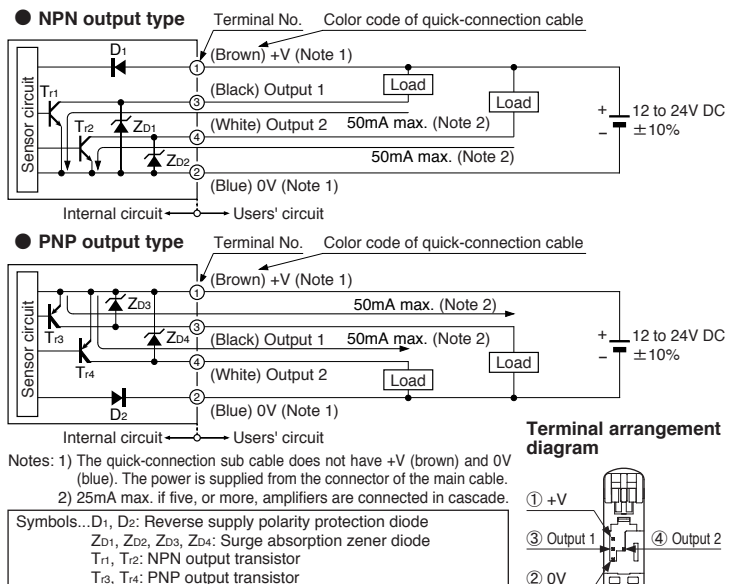 ● NPN output type
Terminal No. Color code of quick-connection cable
D1
(Brown) +V (Note 1)
1
Sensor circuit
Tr1
(Black) Output 1
3
Load
Load
Tr2
ZD1
(White) Output 2 50mA max. (Note 2)
4
+ 12 to 24V DC
− ±10%
ZD2
50mA max. (Note 2)
2
(Blue) 0V (Note 1)
Internal circuit Users' circuit
● PNP output type
Terminal No. Color code of quick-connection cable
(Brown) +V (Note 1)
1
Sensor circuit
ZD3
50mA max. (Note 2)
Tr3
3
ZD4
(Black) Output 1 50mA max. (Note 2)
+ 12 to 24V DC
− ±10%
4
Tr4
(White) Output 2
Load
Load
2
D2
(Blue) 0V (Note 1)
Internal circuit Users' circuit
Notes: 1) The quick-connection sub cable does not have +V (brown) and 0V
(blue). The power is supplied from the connector of the main cable.
2) 25mA max. if five, or more, amplifiers are connected in cascade.
Symbols...D1, D2: Reverse supply polarity protection diode
ZD1, ZD2, ZD3, ZD4: Surge absorption zener diode
Tr1, Tr2: NPN output transistor
Tr3, Tr4: PNP output transistor
Terminal arrangement
diagram
① +V
③ Output 1
④ Output 2
② 0V